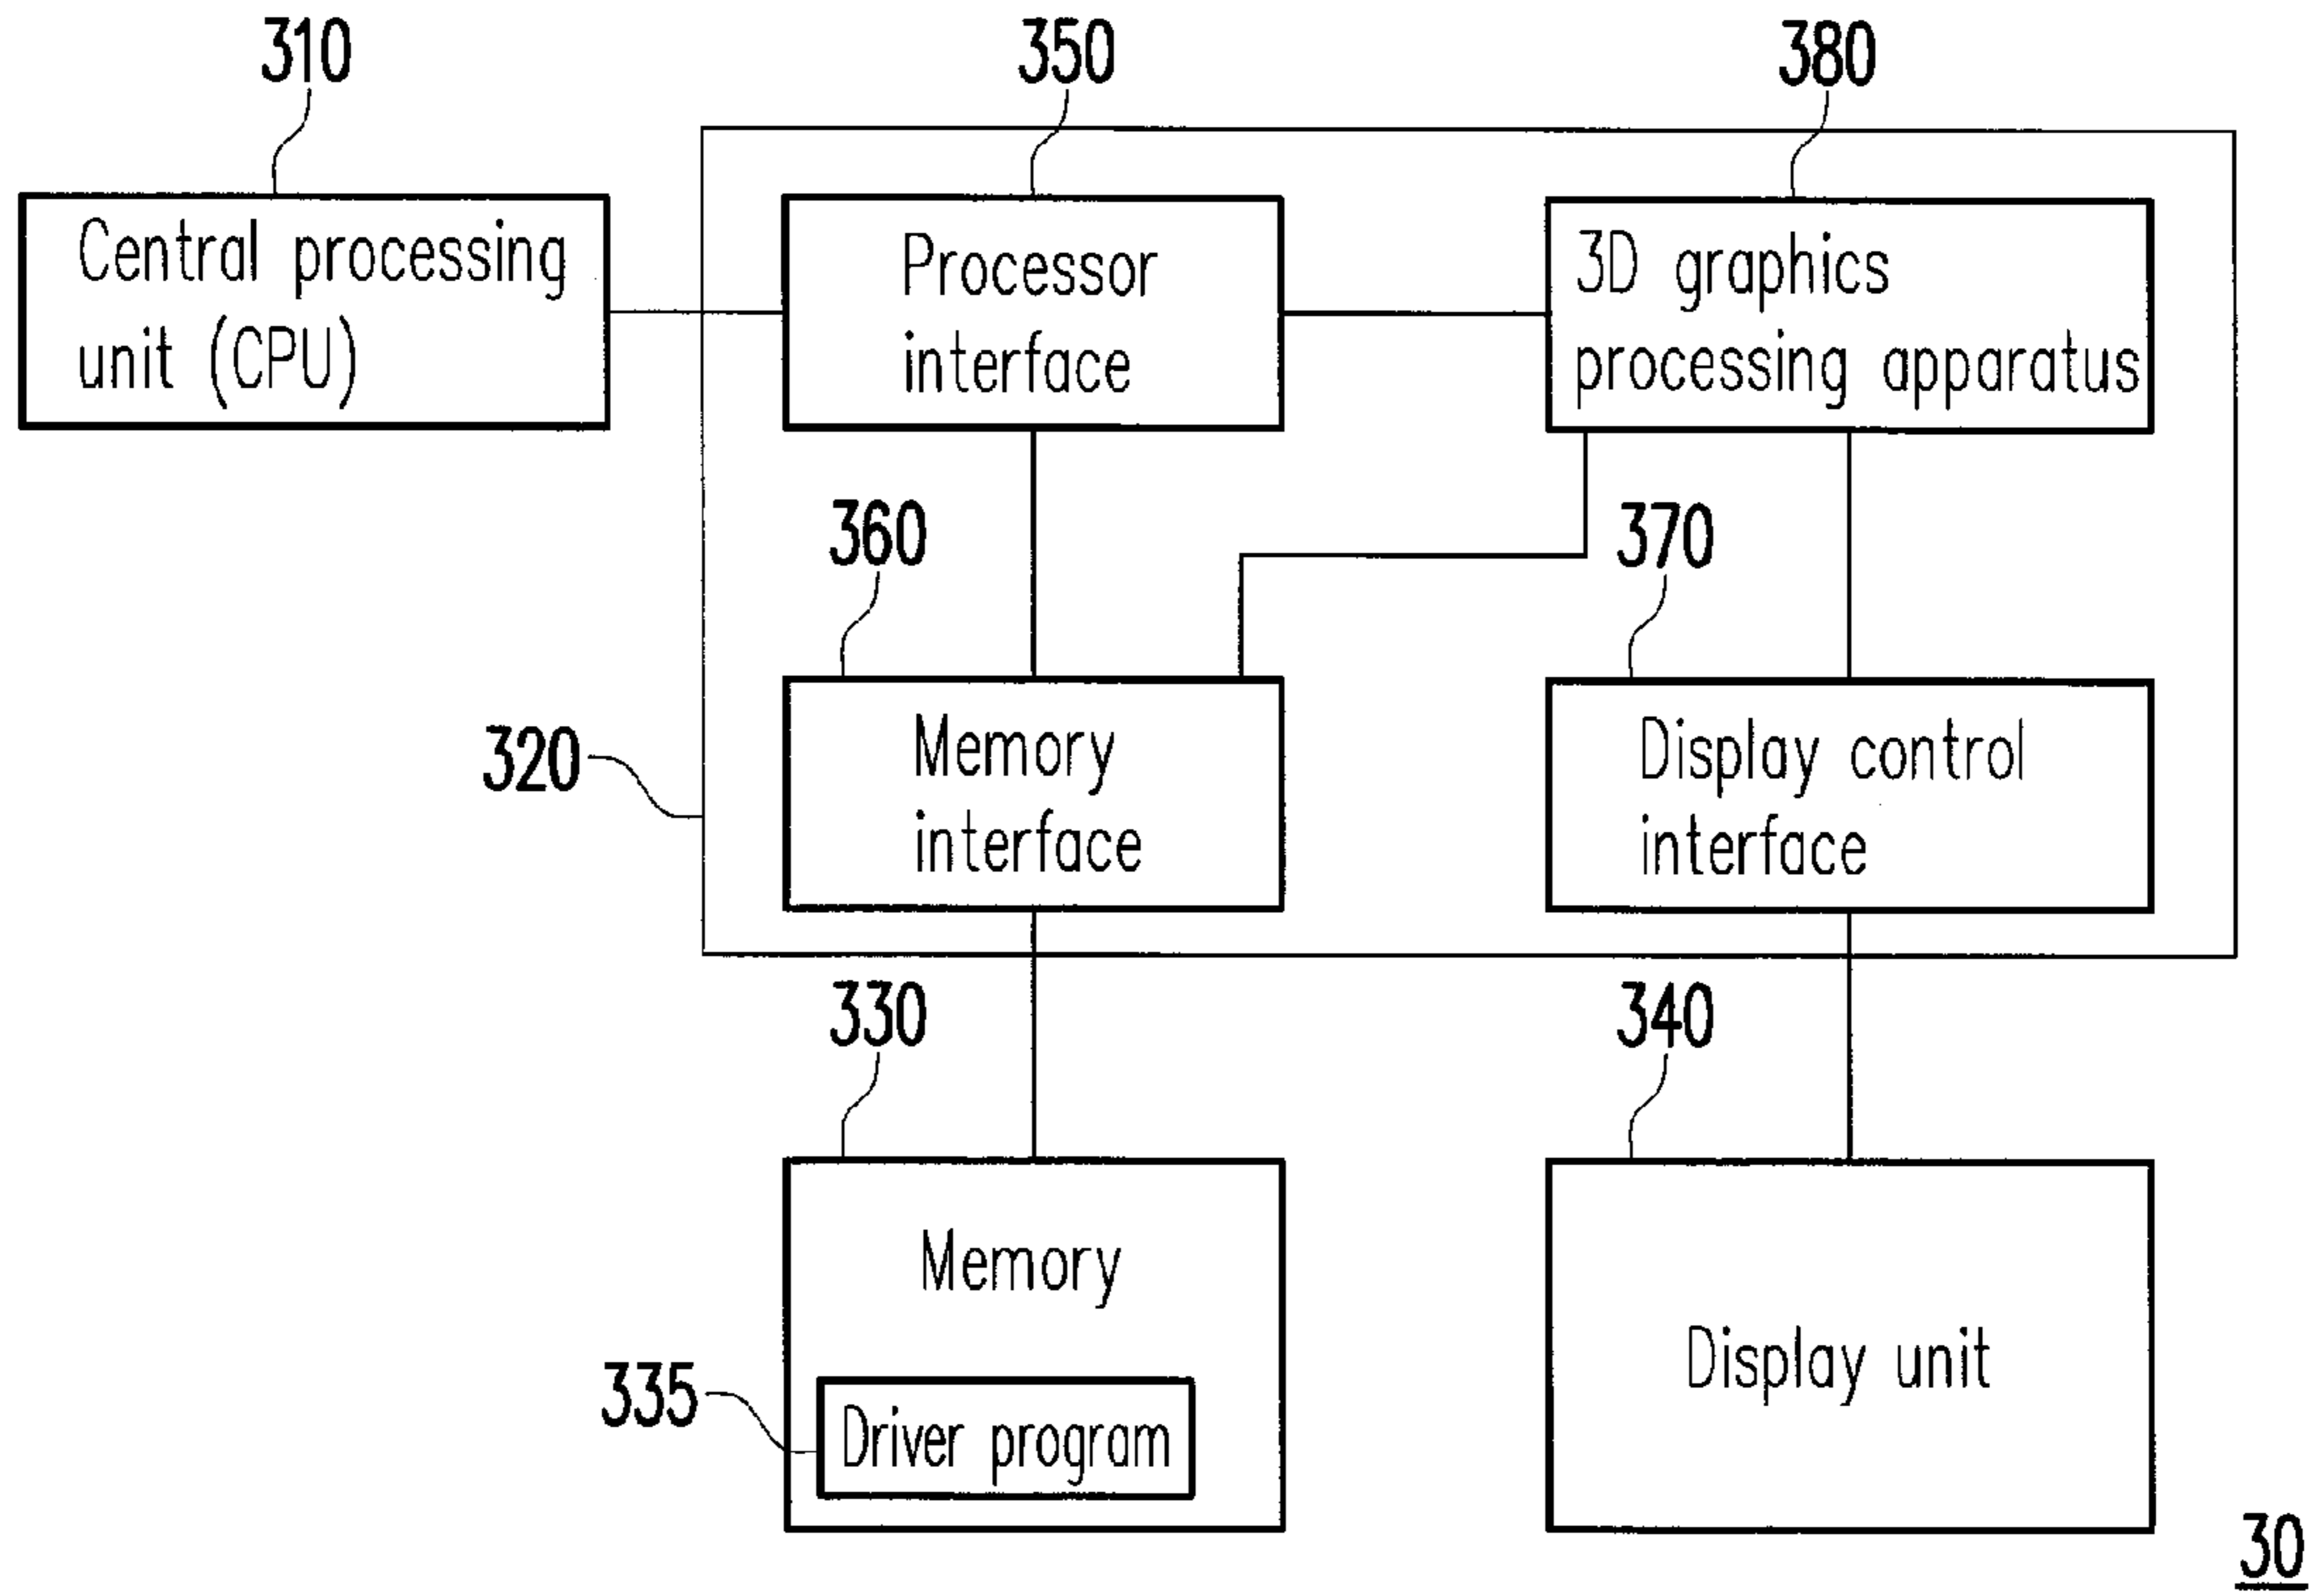 310
350
380
Central processing
unit (CPU)
Processor
interface
3D graphics
processing apparatus
360
370
320
Memory
interface
Display control
interface
330
340
Memory
335
Driver program
Display unit
30